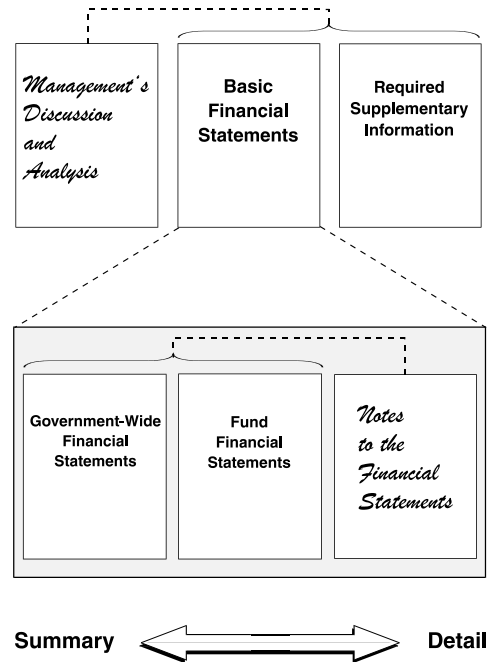 Management's
Discussion
and
Analysis
Basic
Financial
Statements
Required
Supplementary
Information
Government-Wide
Financial
Statements
Fund
Financial
Statements
Notes
to the
Financial
Statements
Summary
Detail